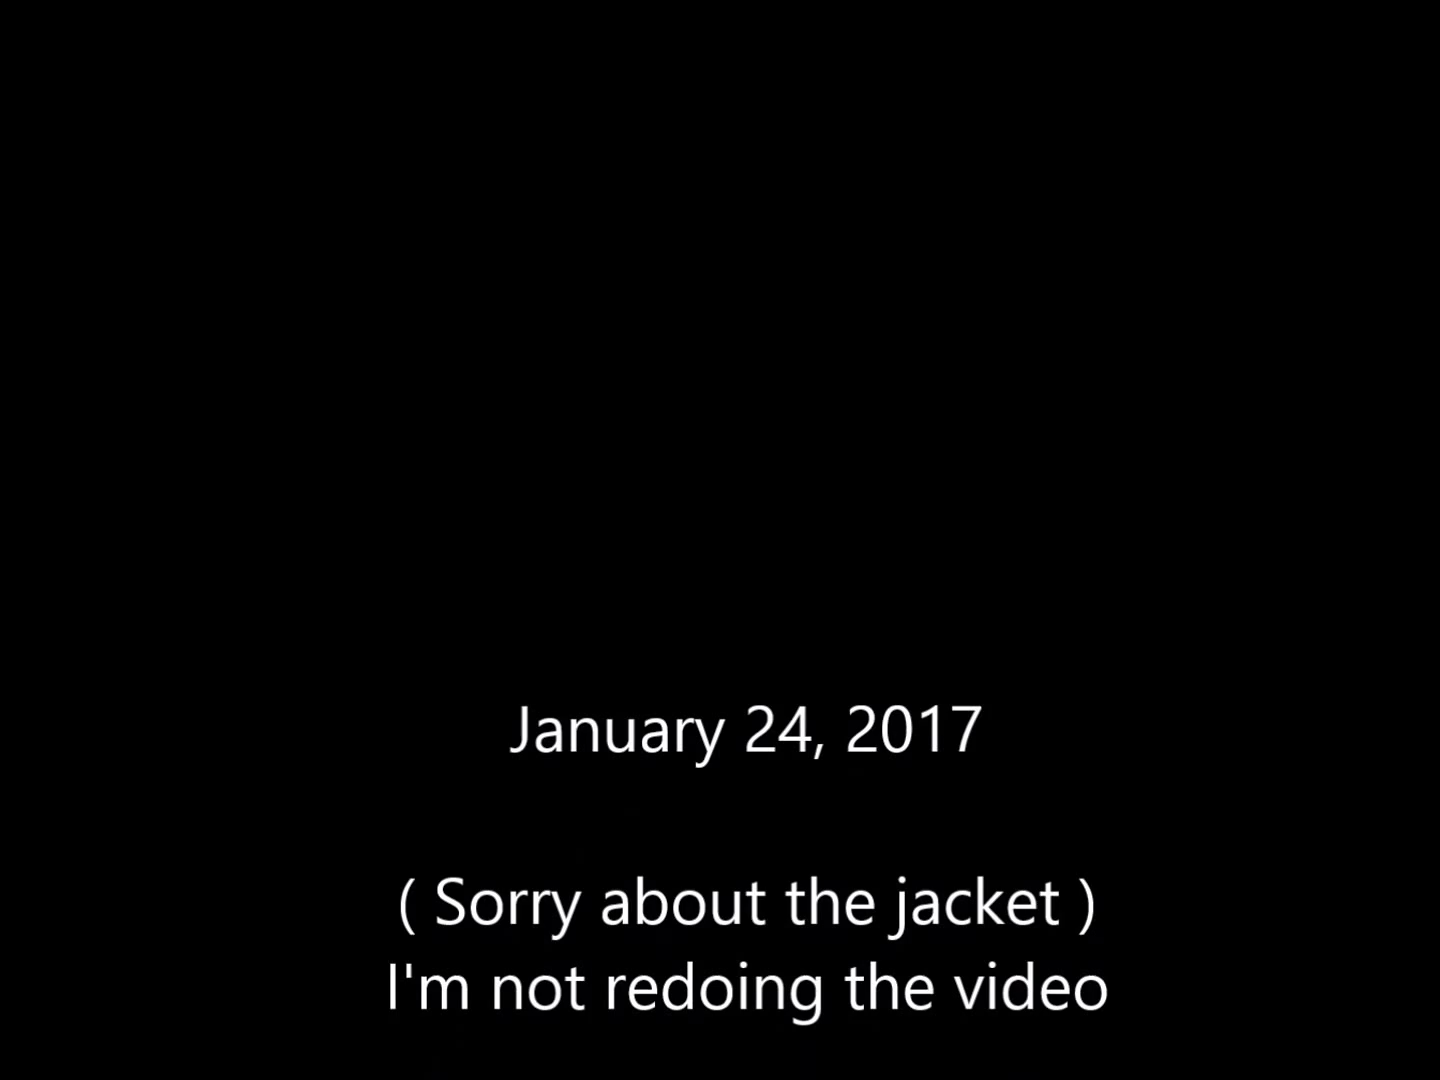 January 24, 2017
( Sorry about the jacket )
I'm not redoing the video